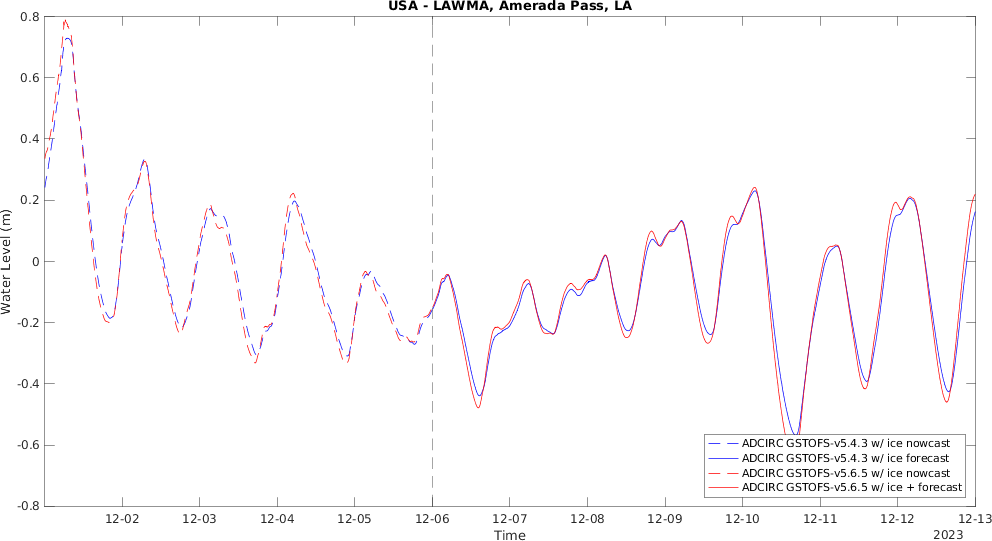 USA - LAWMA, Amerada Pass, LA
0.8
0.6
0.4
0.2
0
-0.2
-0.4
-0.6
-0.8
Water Level (m)
ADCIRC GSTOFS-v5.4.3 w/ ice nowcast
ADCIRC GSTOFS-v5.4.3 w/ ice forecast
ADCIRC GSTOFS-v5.6.5 w/ ice nowcast
ADCIRC GSTOFS-v5.6.5 w/ ice + forecast
12-02 12-03 12-04 12-05 12-06 12-07 12-08 12-09 12-10 12-11 12-12 12-13
Time
2023